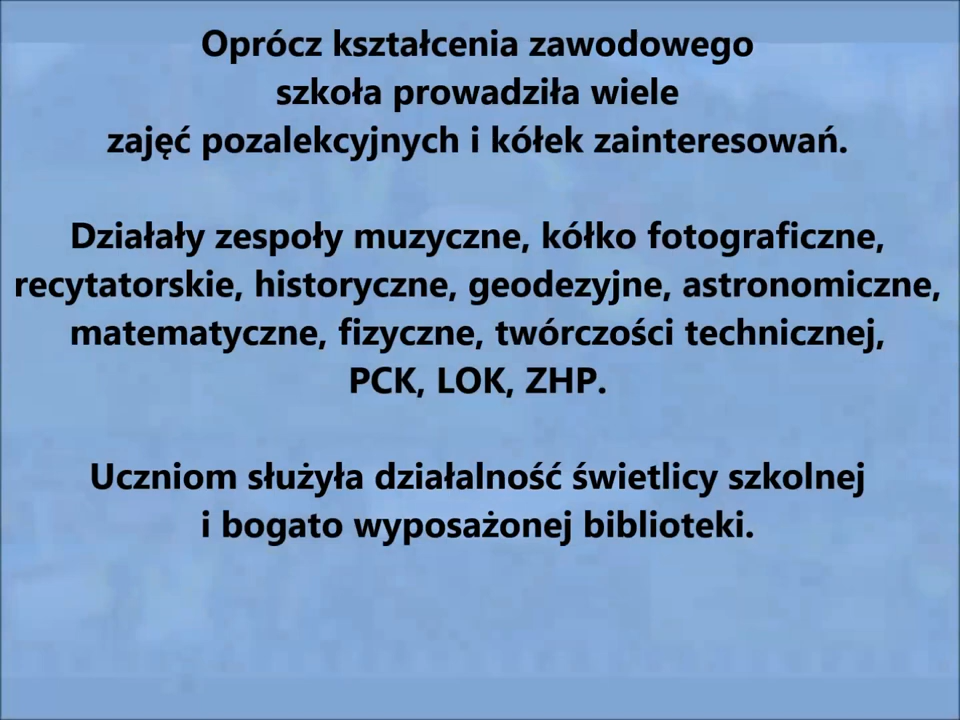 Oprócz kształcenia zawodowego
szkoła prowadziła wiele
zajęć pozalekcyjnych i kółek zainteresowań.
Działały zespoły muzyczne, kółko fotograficzne,
recytatorskie, historyczne, geodezyjne, astronomiczne,
matematyczne, fizyczne, twórczości technicznej,
PCK, LOK, ZHP.
Uczniom służyła działalność świetlicy szkolnej
i bogato wyposażonej biblioteki.